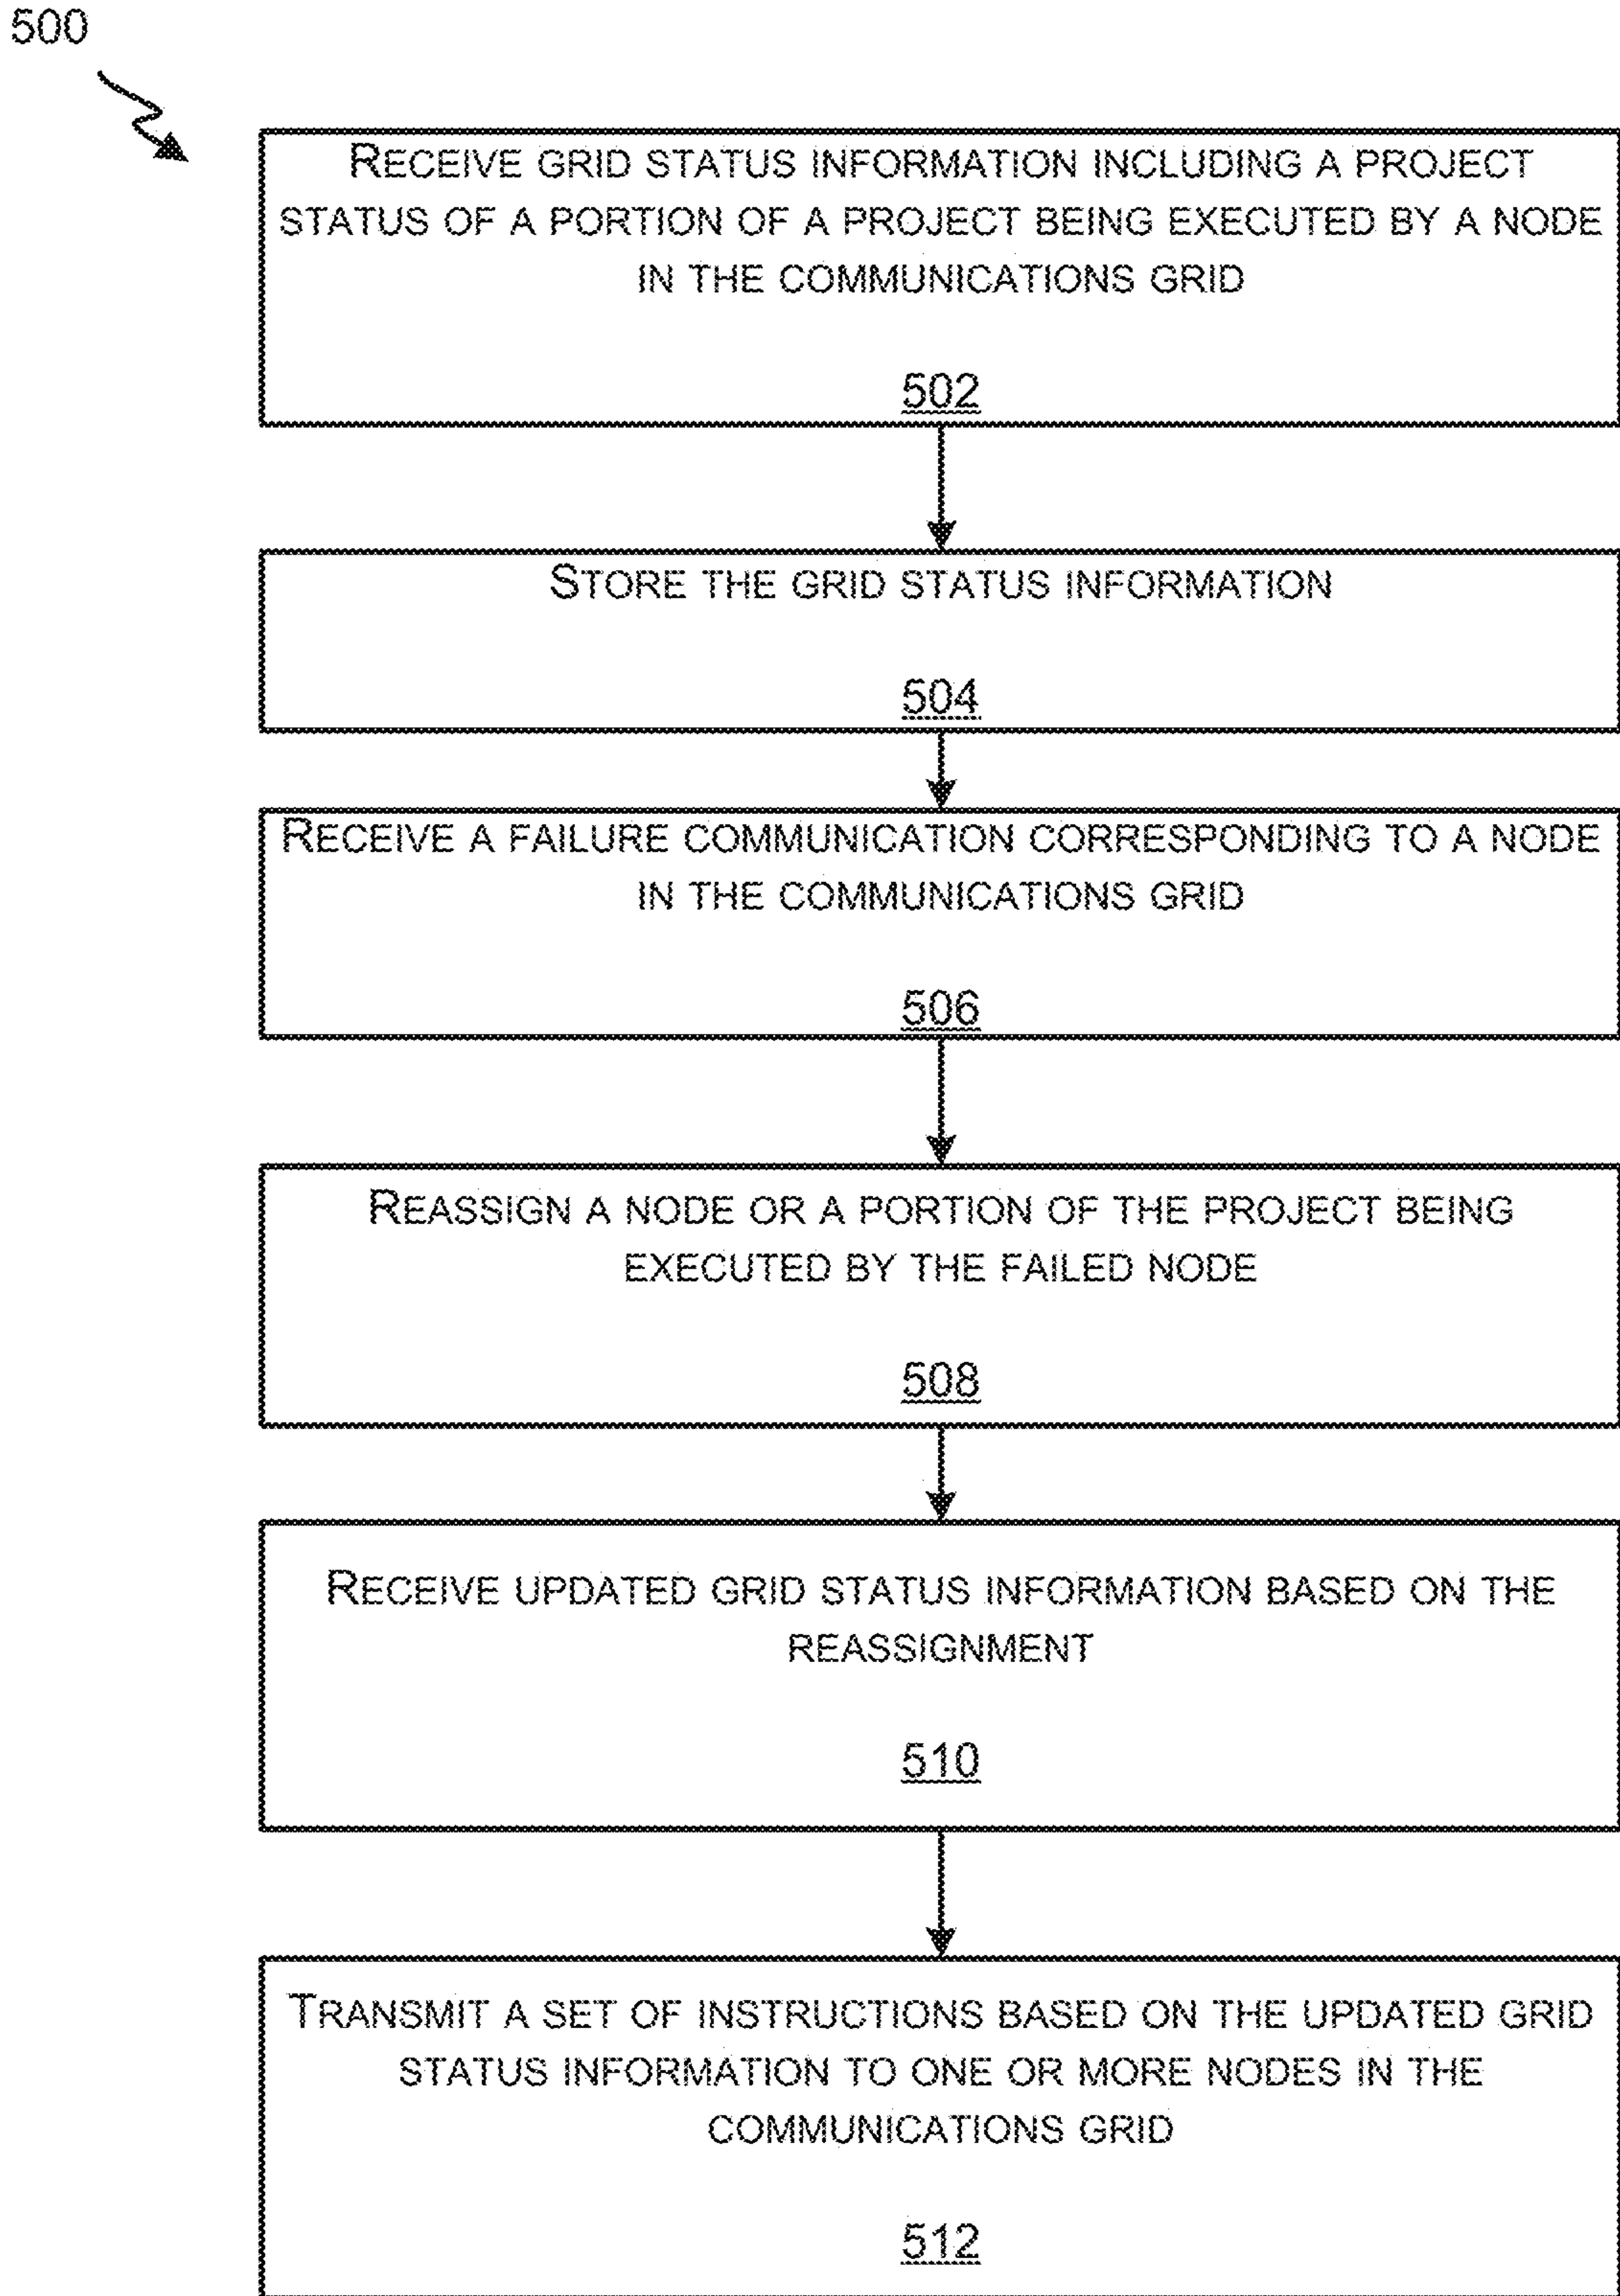 500
RECEIVE GRID STATUS INFORMATION INCLUDING A PROJECT
STATUS OF A PORTION OF A PROJECT BEING EXECUTED BY A NODE
IN THE COMMUNICATIONS GRID
502
STORE THE GRID STATUS INFORMATION
504
RECEIVE A FAILURE COMMUNICATION CORRESPONDING TO A NODE
IN THE COMMUNICATIONS GRID
506
REASSIGN A NODE OR A PORTION OF THE PROJECT BEING
EXECUTED BY THE FAILED NODE
508
RECEIVE UPDATED GRID STATUS INFORMATION BASED ON THE
REASSIGNMENT
510
TRANSMIT A SET OF INSTRUCTIONS BASED ON THE UPDATED GRID
STATUS INFORMATION TO ONE OR MORE NODES IN THE
COMMUNICATIONS GRID
512